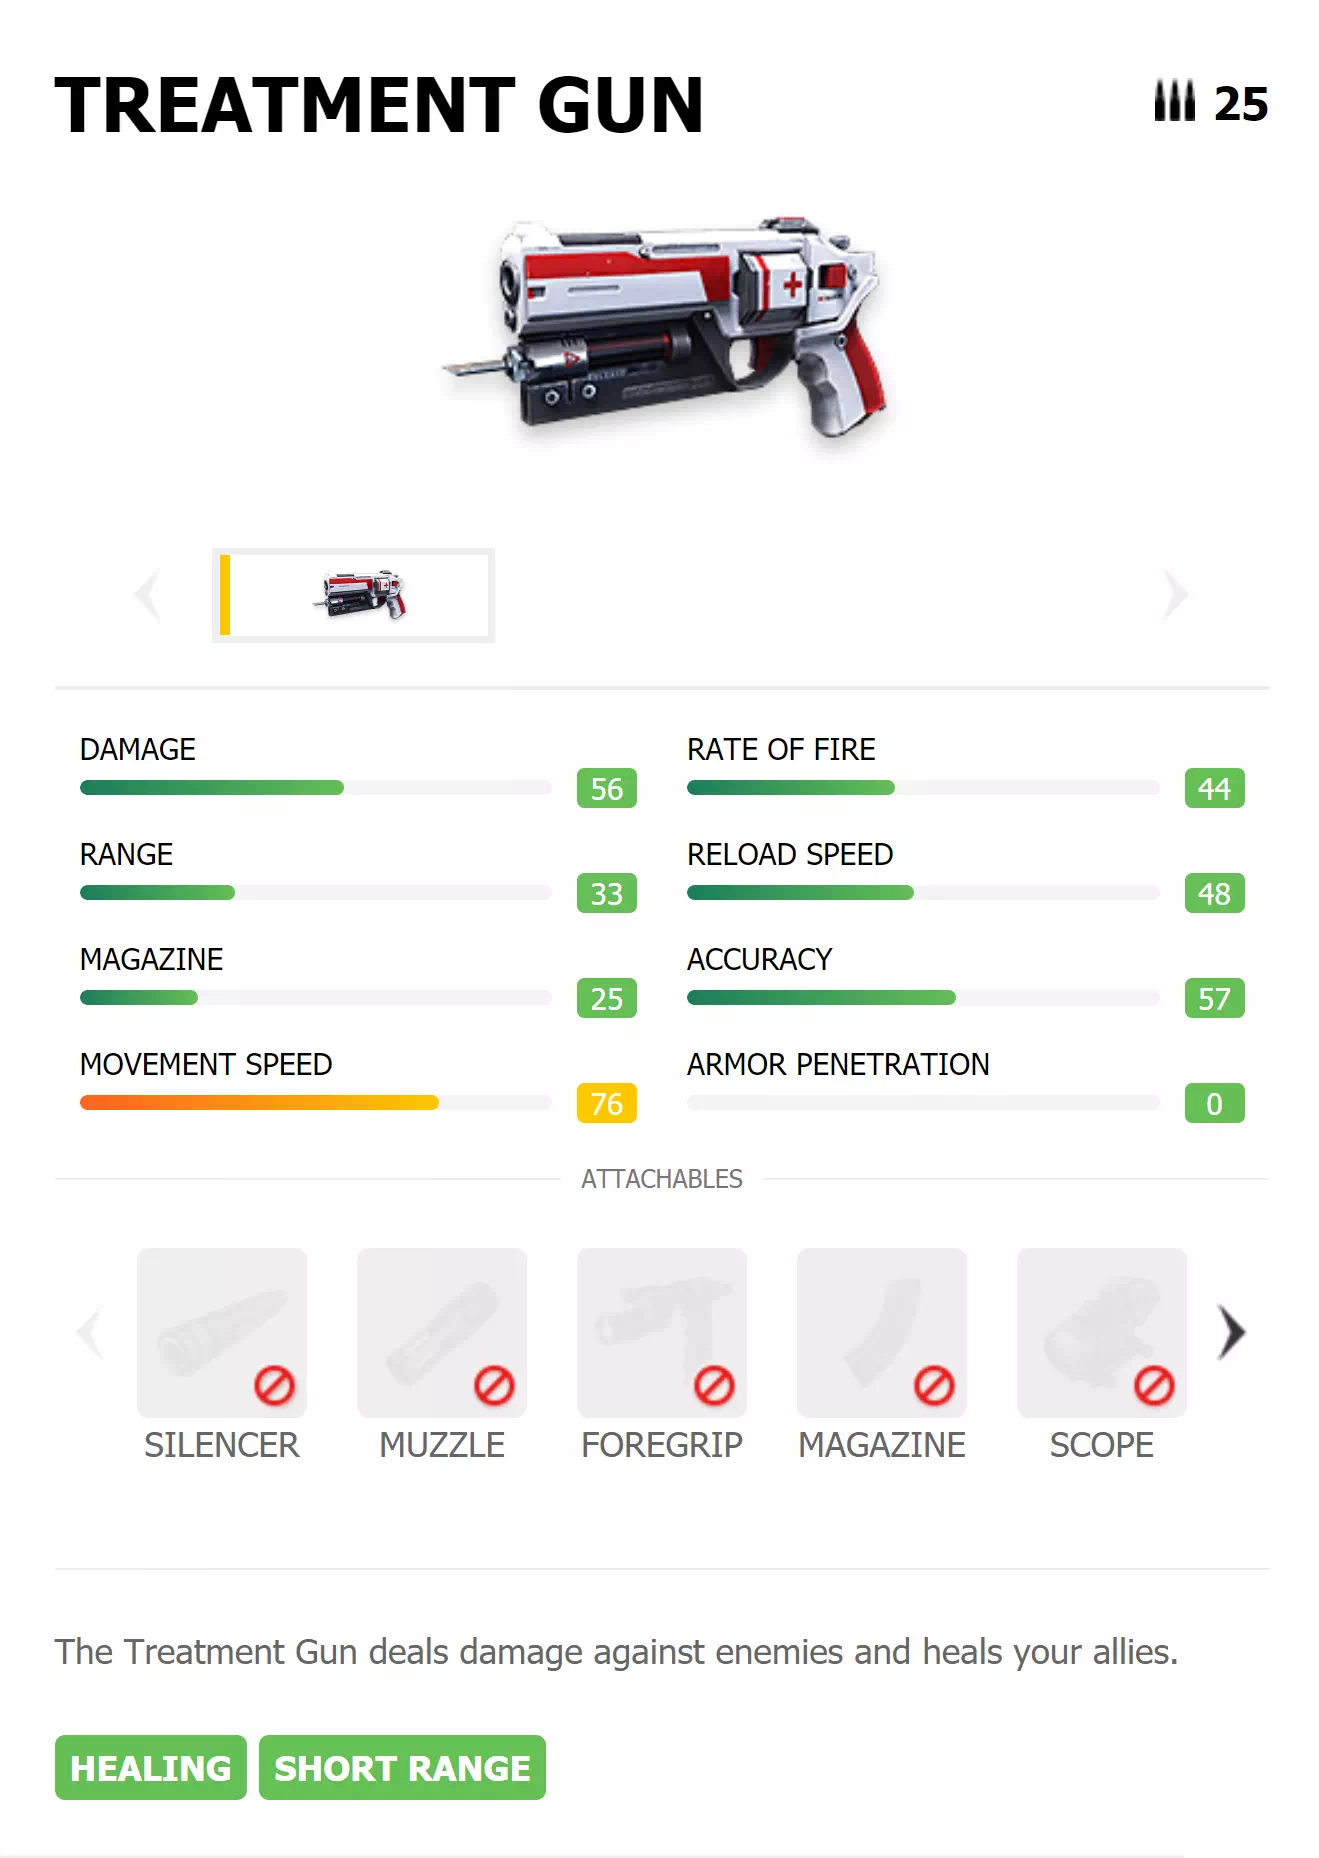 TREATMENT GUN
25
DAMAGE
56
RATE OF FIRE
44
RANGE
33
RELOAD SPEED
48
MAGAZINE
25
ACCURACY
57
MOVEMENT SPEED
76
ARMOR PENETRATION
0
ATTACHABLES
SILENCER
MUZZLE
FOREGRIP
MAGAZINE
SCOPE
The Treatment Gun deals damage against enemies and heals your allies.
HEALING
SHORT RANGE